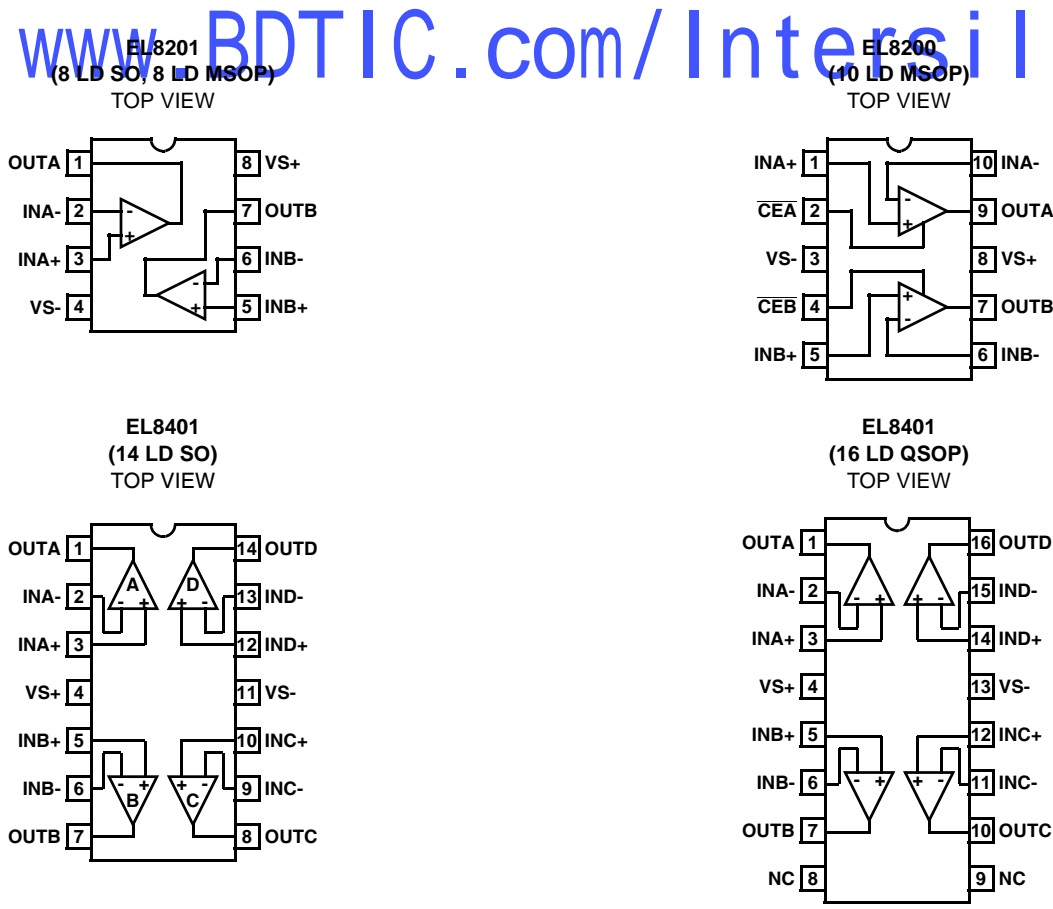 www.BDTIC.com/Intersil
EL8201
(8 LD SO, 8 LD MSOP)
TOP VIEW
OUTA 1
8 VS+
INA- 2
7 OUTB
INA+ 3
6 INB-
VS- 4
5 INB+
- +
- +
EL8200
(10 LD MSOP)
TOP VIEW
INA+ 1
10 INA-
CEA 2
9 OUTA
VS- 3
8 VS+
CEB 4
7 OUTB
INB+ 5
6 INB-
- +
+ -
EL8401
(14 LD SO)
TOP VIEW
OUTA 1
14 OUTD
A D
INA- 2
13 IND-
- + + -
INA+ 3
12 IND+
VS+ 4
11 VS-
INB+ 5
10 INC+
INB- 6
9 INC-
- + + -
B C
OUTB 7
8 OUTC
EL8401
(16 LD QSOP)
TOP VIEW
OUTA 1
16 OUTD
INA- 2
15 IND-
- + + -
INA+ 3
14 IND+
VS+ 4
13 VS-
INB+ 5
12 INC+
INB- 6
11 INC-
- + + -
OUTB 7
10 OUTC
NC 8
9 NC